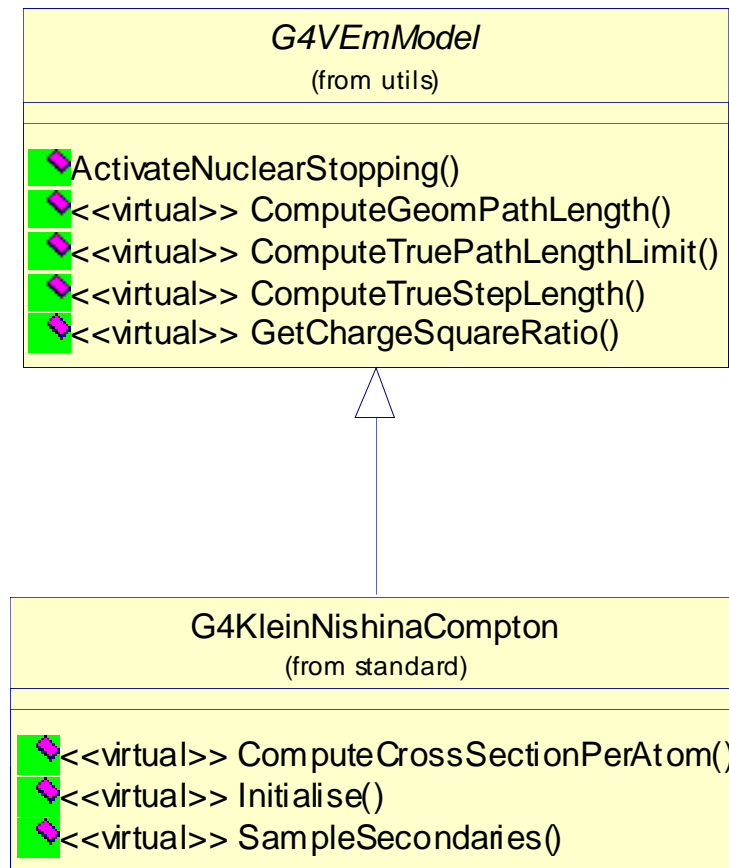 G4VEmModel
(from utils)
ActivateNuclearStopping()
<<virtual>> ComputeGeomPathLength()
<<virtual>> ComputeTruePathLengthLimit()
<<virtual>> ComputeTrueStepLength()
<<virtual>> GetChargeSquareRatio()
G4KleinNishinaCompton
(from standard)
<<virtual>> ComputeCrossSectionPerAtom()
<<virtual>> Initialise()
<<virtual>> SampleSecondaries()